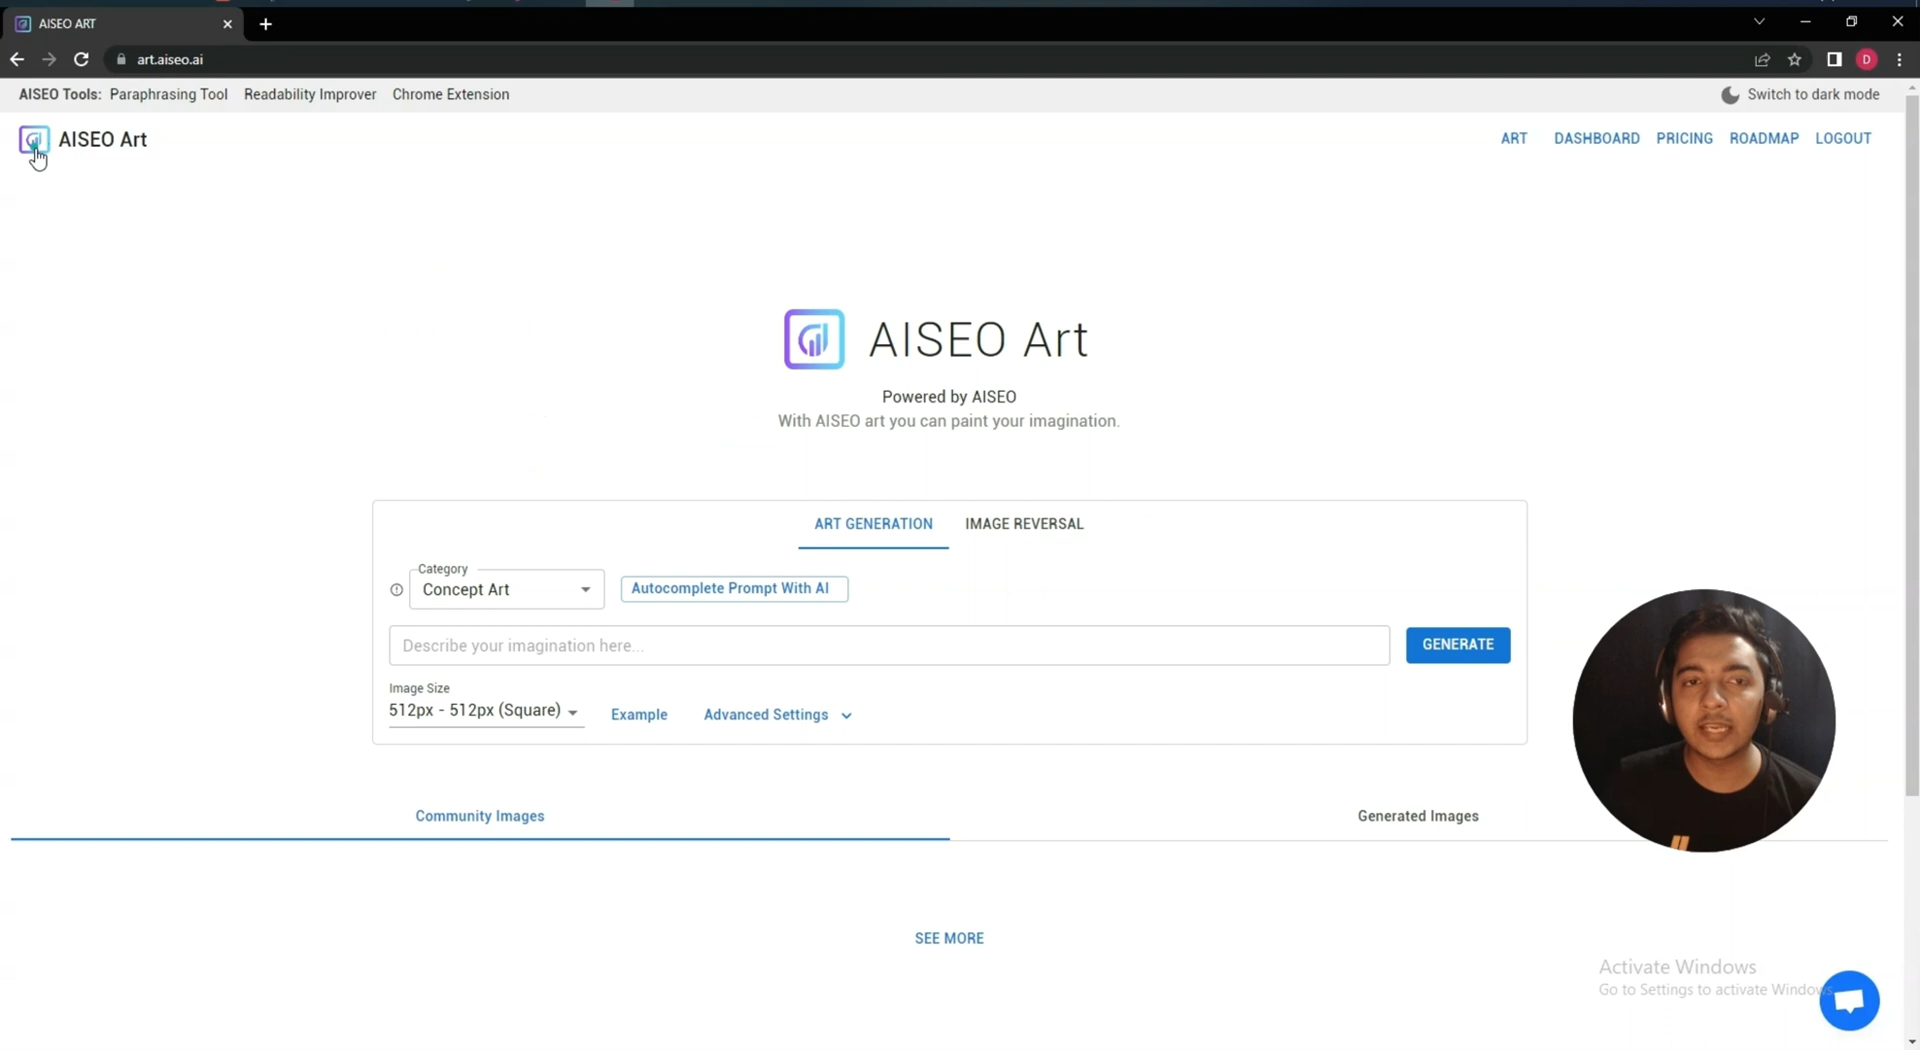 AISEO ART
art.aiseo.ai
D
AISEO Tools: Paraphrasing Tool Readability Improver Chrome Extension
Switch to dark mode
AISEO Art
ART DASHBOARD PRICING ROADMAP LOGOUT
AISEO Art
Powered by AISEO
With AISEO art you can paint your imagination.
ART GENERATION IMAGE REVERSAL
Category
Concept Art
Autocomplete Prompt With AI
Describe your imagination here...
GENERATE
Image Size
512px - 512px (Square)
Example
Advanced Settings
Community Images
Generated Images
SEE MORE
Activate Windows
Go to Settings to activate Windows.